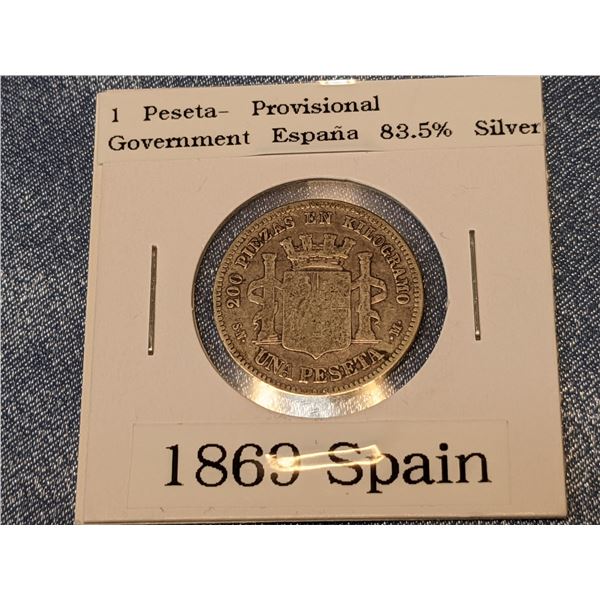 1 Peseta- Provisional
Government España 83.5% Silver
200 PIEZAS EN KILOGRAMO
UNA PESETA
1869 Spain